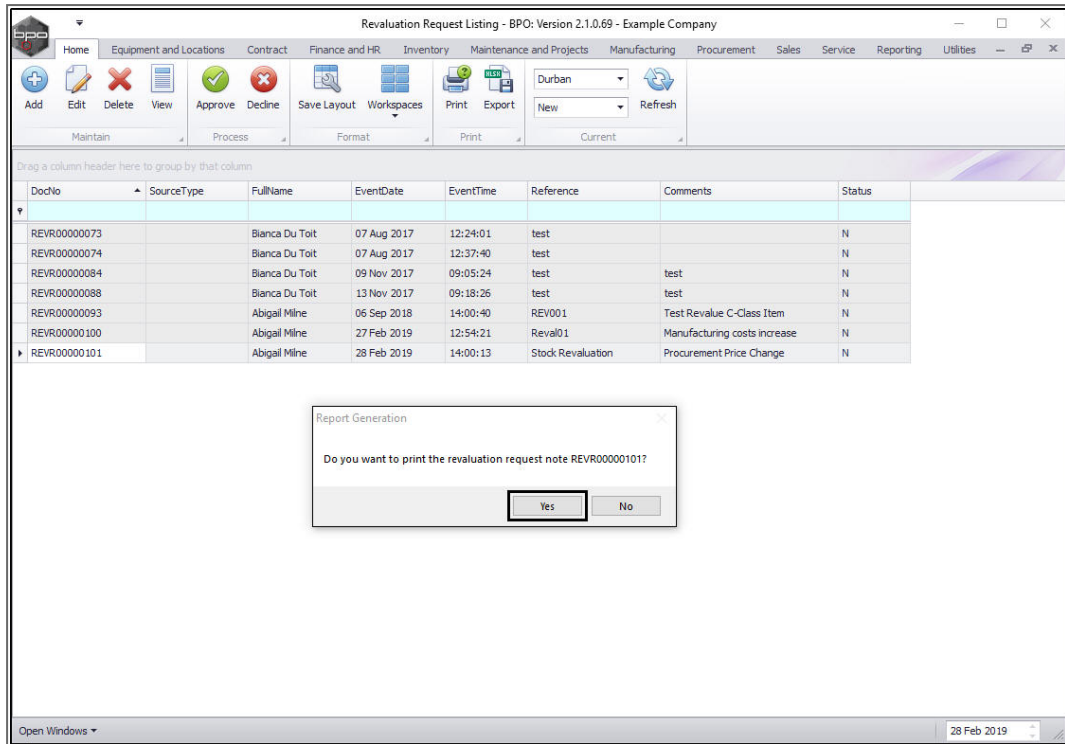 Revaluation Request Listing - BPO: Version 2.1.0.69 - Example Company
bpo
Home Equipment and Locations Contract Finance and HR Inventory Maintenance and Projects Manufacturing Procurement Sales Service Reporting Utilities
Add Edit Delete View Approve Decline Save Layout Workspaces Print XLSX Export Durban New Refresh
Maintain Process Format Print Current
Drag a column header here to group by that column
DocNo SourceType FullName EventDate EventTime Reference Comments Status
REVR00000073 Bianca Du Toit 07 Aug 2017 12:24:01 test N
REVR00000074 Bianca Du Toit 07 Aug 2017 12:37:40 test N
REVR00000084 Bianca Du Toit 09 Nov 2017 09:05:24 test test N
REVR00000088 Bianca Du Toit 13 Nov 2017 09:18:26 test test N
REVR00000093 Abigail Milne 06 Sep 2018 14:00:40 REV001 Test Revalue C-Class Item N
REVR00000100 Abigail Milne 27 Feb 2019 12:54:21 Reval01 Manufacturing costs increase N
REVR00000101 Abigail Milne 28 Feb 2019 14:00:13 Stock Revaluation Procurement Price Change N
Report Generation
Do you want to print the revaluation request note REVR00000101?
Yes No
Open Windows 28 Feb 2019